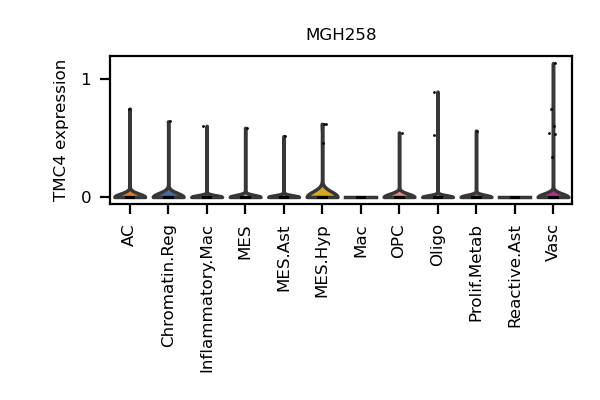 MGH258
TMC4 expression
1
0
AC
Chromatin.Reg
Inflammatory.Mac
MES
MES.Ast
MES.Hyp
Mac
OPC
Oligo
Prolif.Metab
Reactive.Ast
Vasc